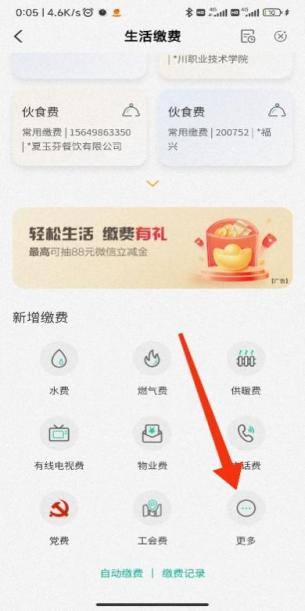 0:05 | 4.6K/s
生活缴费
| *川职业技术学院
伙食费
常用缴费 | 15649863350
| *夏玉芬餐饮有限公司
伙食费
常用缴费 | 200752 | *福
兴
轻松生活 缴费有礼
最高可抽88元微信立减金
【广告】
新增缴费
水费
燃气费
供暖费
有线电视费
物业费
话费
党费
工会费
更多
自动缴费 | 缴费记录